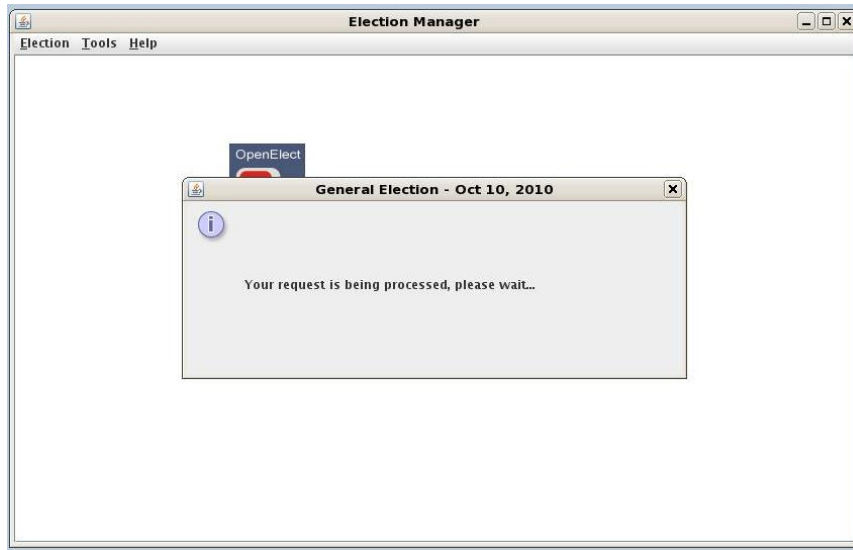 Election Manager
Election Tools Help
OpenElect
General Election - Oct 10, 2010
i
Your request is being processed, please wait...